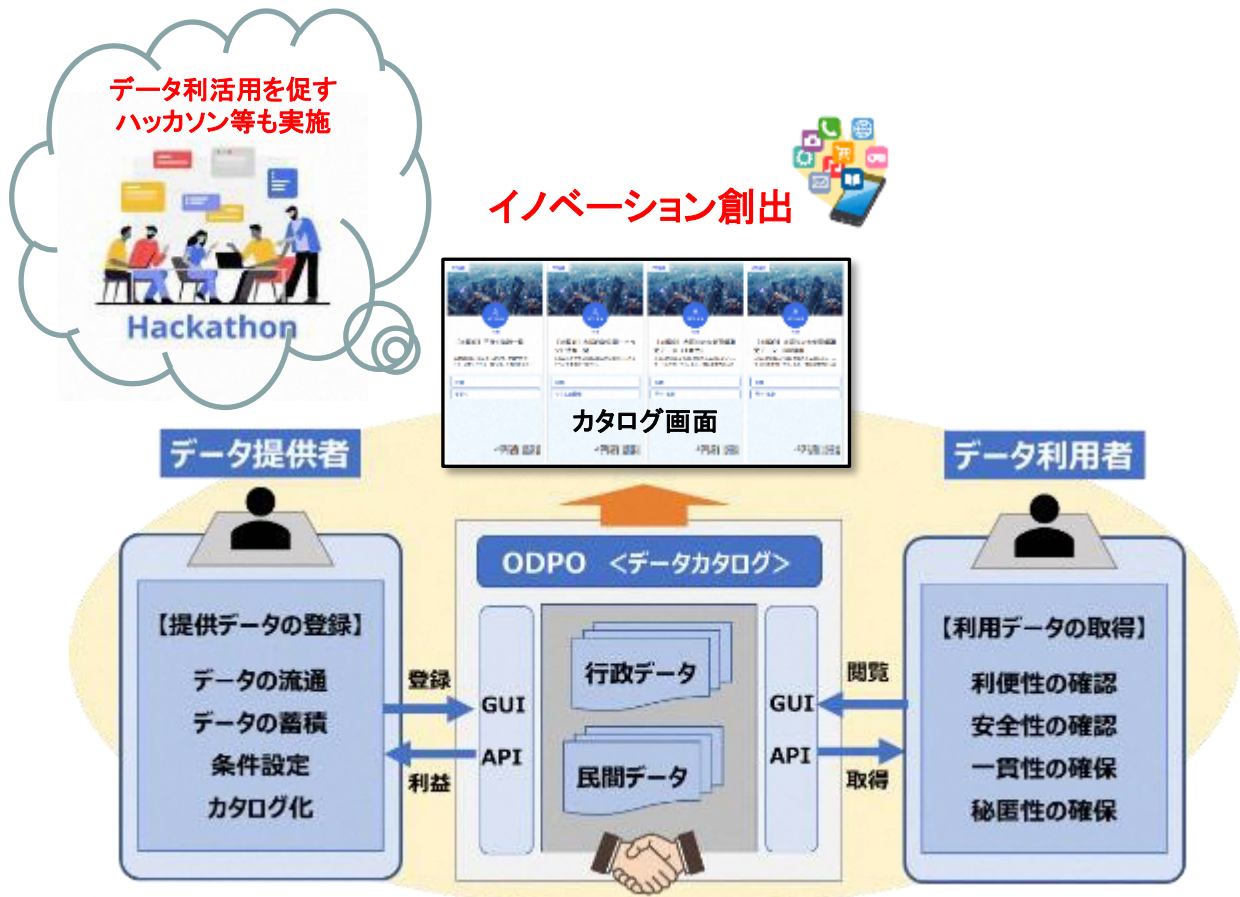 データ利活用を促す
ハッカソン等も実施
Hackathon
イノベーション創出
カタログ画面
データ提供者
データ利用者
【提供データの登録】
データの流通
データの蓄積
条件設定
カタログ化
登録
利益
ODPO <データカタログ>
GUI
API
行政データ
民間データ
GUI
API
閲覧
取得
【利用データの取得】
利便性の確認
安全性の確認
一貫性の確保
秘匿性の確保